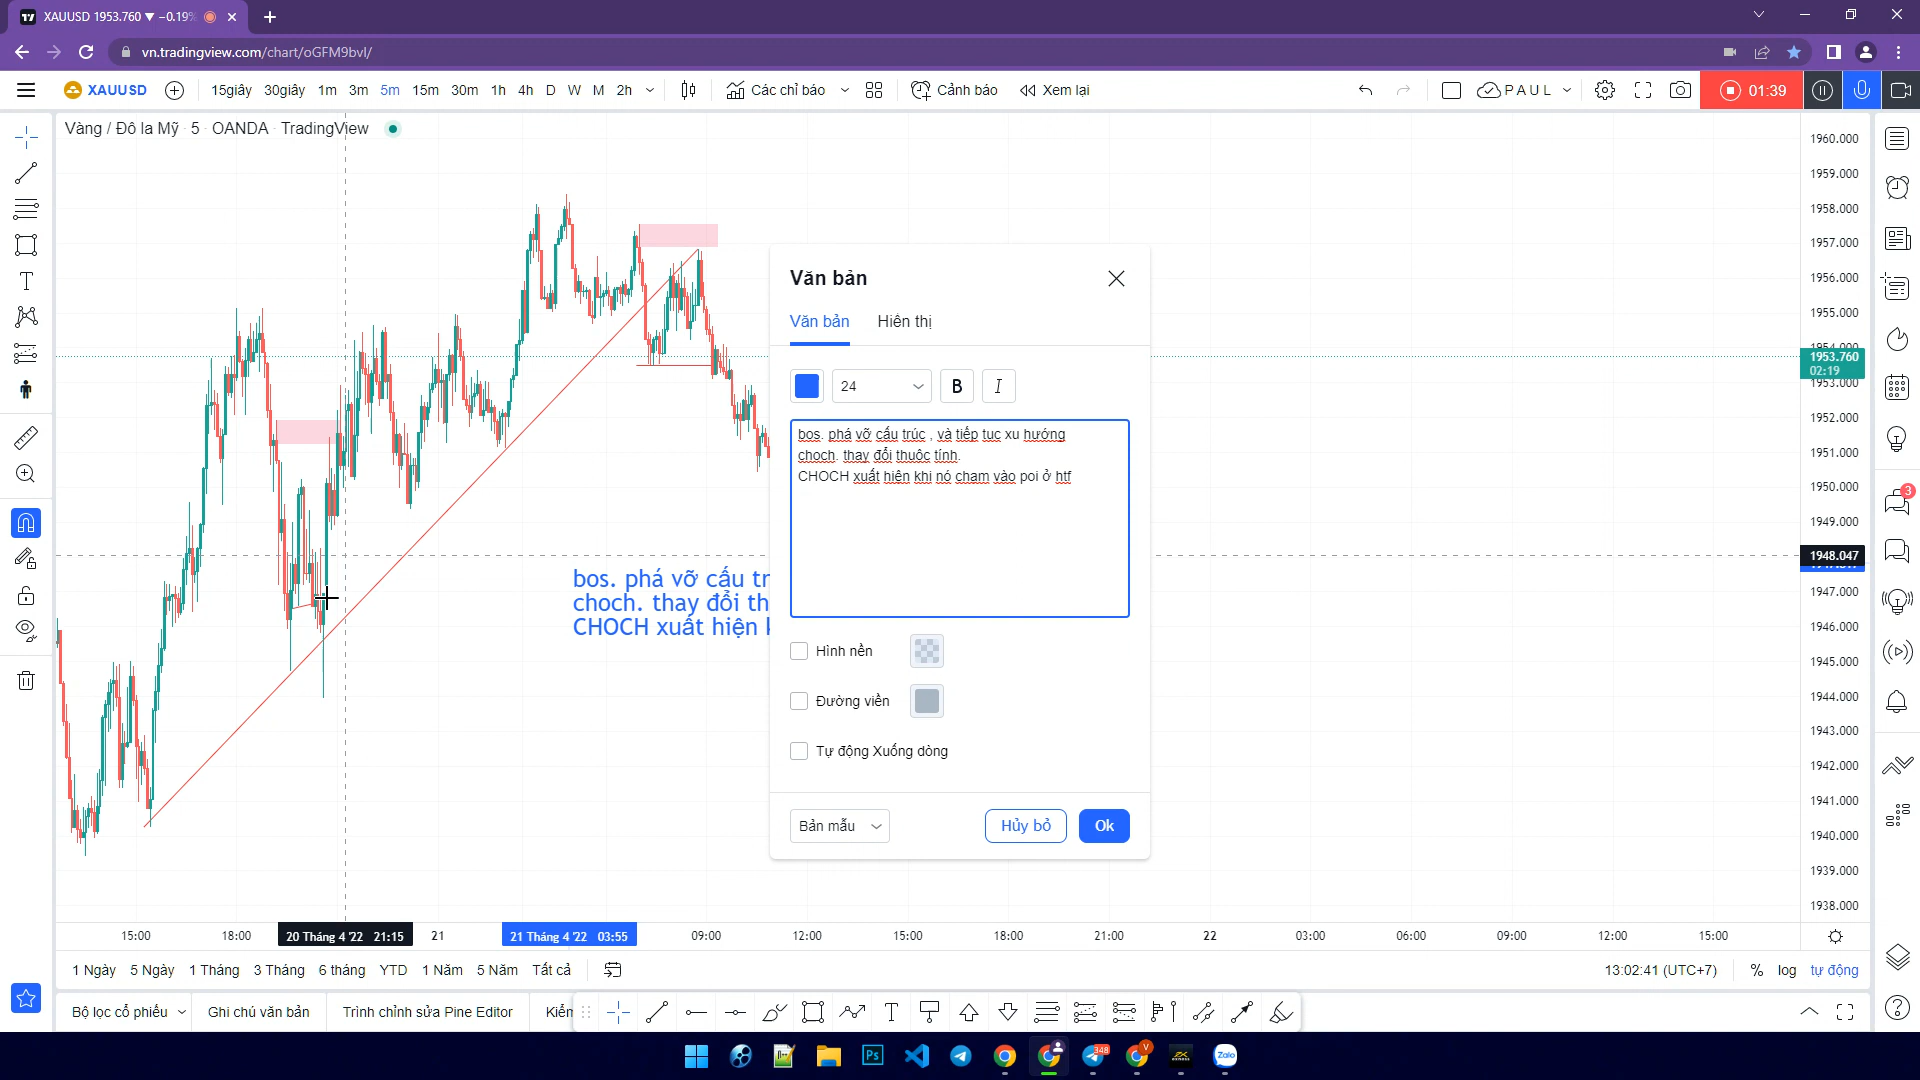 XAUUSD 1953.760 ▼ −0.19%
vn.tradingview.com/chart/oGFM9bvI/
XAUUSD
15giây 30giây 1m 3m 5m 15m 30m 1h 4h D W M 2h
Các chỉ báo
Cảnh báo
Xem lại
PAUL
01:39
Vàng / Đô la Mỹ · 5 · OANDA · TradingView
1960.000
1959.000
1958.000
1957.000
1956.000
1955.000
1954.000
1953.760
02:19
1953.000
1952.000
1951.000
1950.000
1949.000
1948.047
1947.000
1946.000
1945.000
1944.000
1943.000
1942.000
1941.000
1940.000
1939.000
1938.000
bos. phá vỡ cấu tr
choch. thay đổi th
CHOCH xuất hiện k
Văn bản
Văn bản Hiên thị
24 B I
bos. phá vỡ cấu trúc , và tiếp tục xu hướng
choch. thay đổi thuộc tính.
CHOCH xuất hiện khi nó chạm vào poi ở htf
Hình nền
Đường viền
Tự động Xuống dòng
Bản mẫu
Hủy bỏ
Ok
15:00 18:00 20 Tháng 4 '22 21:15 21 21 Tháng 4 '22 03:55 09:00 12:00 15:00 18:00 21:00 22 03:00 06:00 09:00 12:00 15:00
1 Ngày 5 Ngày 1 Tháng 3 Tháng 6 tháng YTD 1 Năm 5 Năm Tất cả
13:02:41 (UTC+7) % log tự động
Bộ lọc cổ phiếu Ghi chú văn bản Trình chỉnh sửa Pine Editor Kiểm
3
Ps
348
V
Zalo